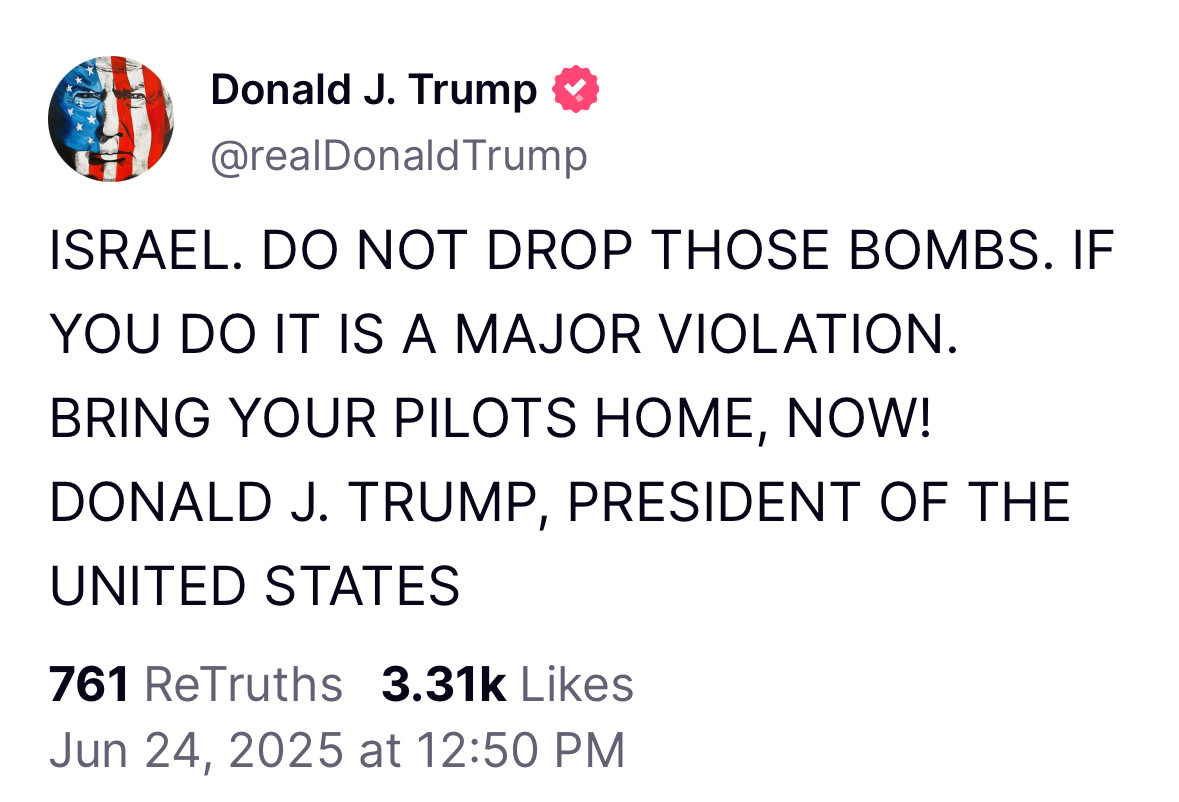 Donald J. Trump
@realDonaldTrump
ISRAEL. DO NOT DROP THOSE BOMBS. IF
YOU DO IT IS A MAJOR VIOLATION.
BRING YOUR PILOTS HOME, NOW!
DONALD J. TRUMP, PRESIDENT OF THE
UNITED STATES
761 ReTruths 3.31k Likes
Jun 24, 2025 at 12:50 PM